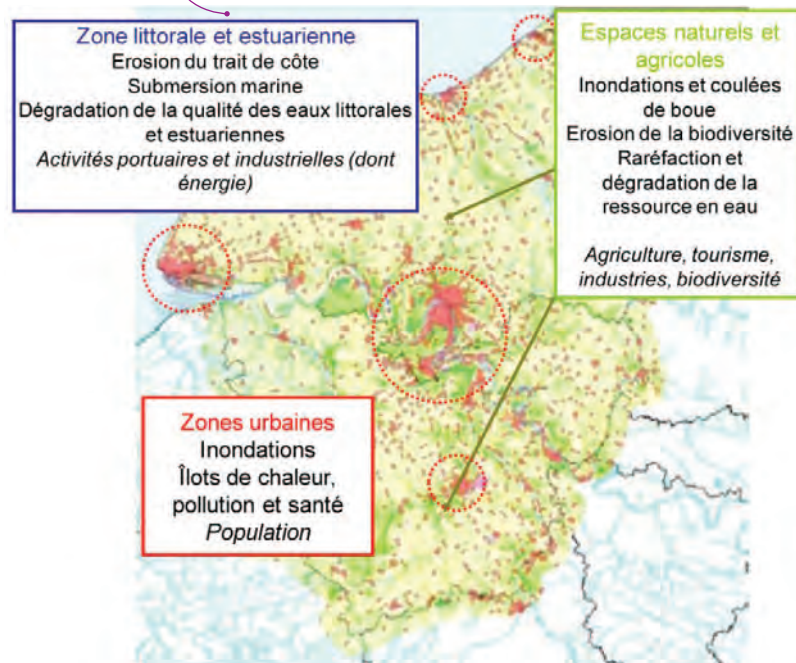 Zone littorale et estuarienne
Erosion du trait de côte
Submersion marine
Dégradation de la qualité des eaux littorales
et estuariennes
Activités portuaires et industrielles (dont
énergie)
Espaces naturels et
agricoles
Inondations et coulées
de boue
Erosion de la biodiversité
Raréfaction et
dégradation de la
ressource en eau
Agriculture, tourisme,
industries, biodiversité
Zones urbaines
Inondations
Îlots de chaleur,
pollution et santé
Population